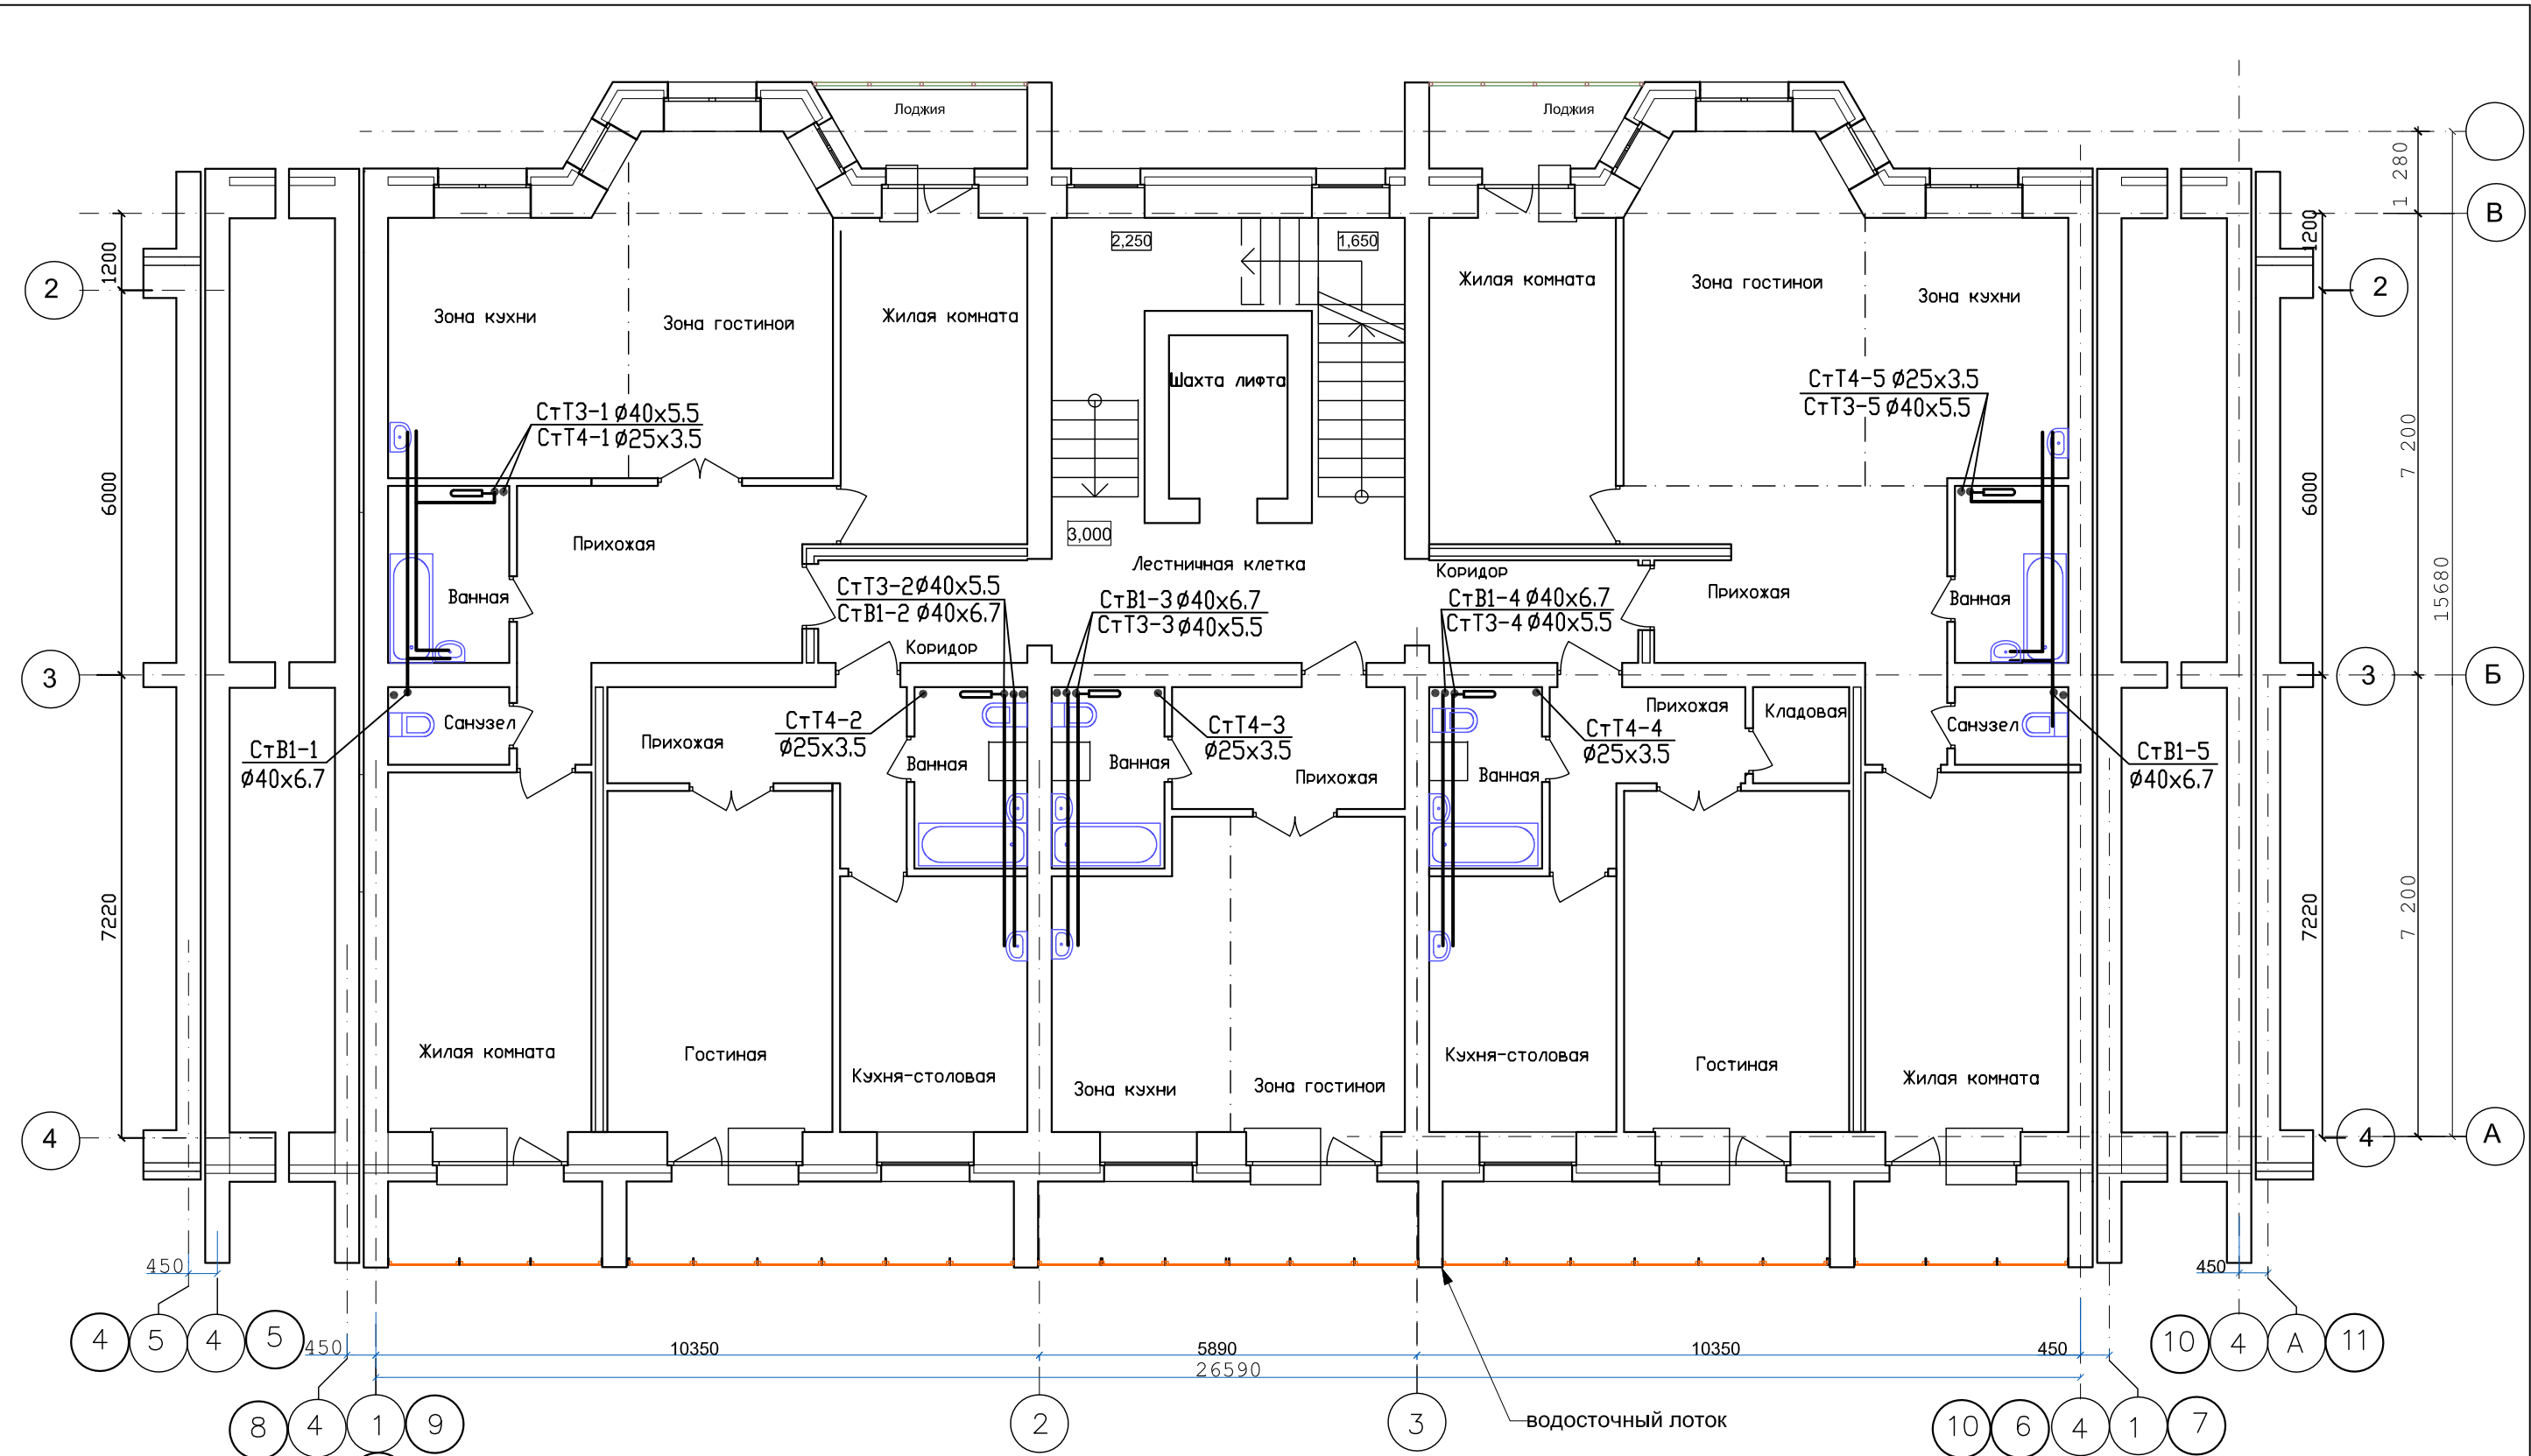 Лоджия
Лоджия
1 280
В
1200
1200
2
2
2,250
1,650
Жилая комната
Зона гостиной
Зона кухни
Зона кухни
Зона гостиной
Жилая комната
Шахта лифта
СтТ4-5 Ø25х3.5
СтТ3-5 Ø40х5.5
СтТ3-1 Ø40х5.5
СтТ4-1 Ø25х3.5
7 200
6000
6000
3,000
Прихожая
Лестничная клетка
Коридор
15680
Ванная
СтТ3-2 Ø40х5.5
СтВ1-2 Ø40х6.7
СтВ1-3 Ø40х6.7
СтТ3-3 Ø40х5.5
СтВ1-4 Ø40х6.7
СтТ3-4 Ø40х5.5
Прихожая
Ванная
Коридор
3
3
Б
Санузел
СтВ1-1
Ø40х6.7
Прихожая
СтТ4-2
Ø25х3.5
Ванная
Ванная
СтТ4-3
Ø25х3.5
Прихожая
Ванная
СтТ4-4
Ø25х3.5
Прихожая
Кладовая
Санузел
СтВ1-5
Ø40х6.7
7220
7220
7 200
Жилая комната
Гостиная
Кухня-столовая
Зона кухни
Зона гостиной
Кухня-столовая
Гостиная
Жилая комната
4
4
А
450
450
4
5
4
5
450
10350
5890
10350
450
10
4
А
11
26590
8
4
1
9
2
3
водосточный лоток
10
6
4
1
7